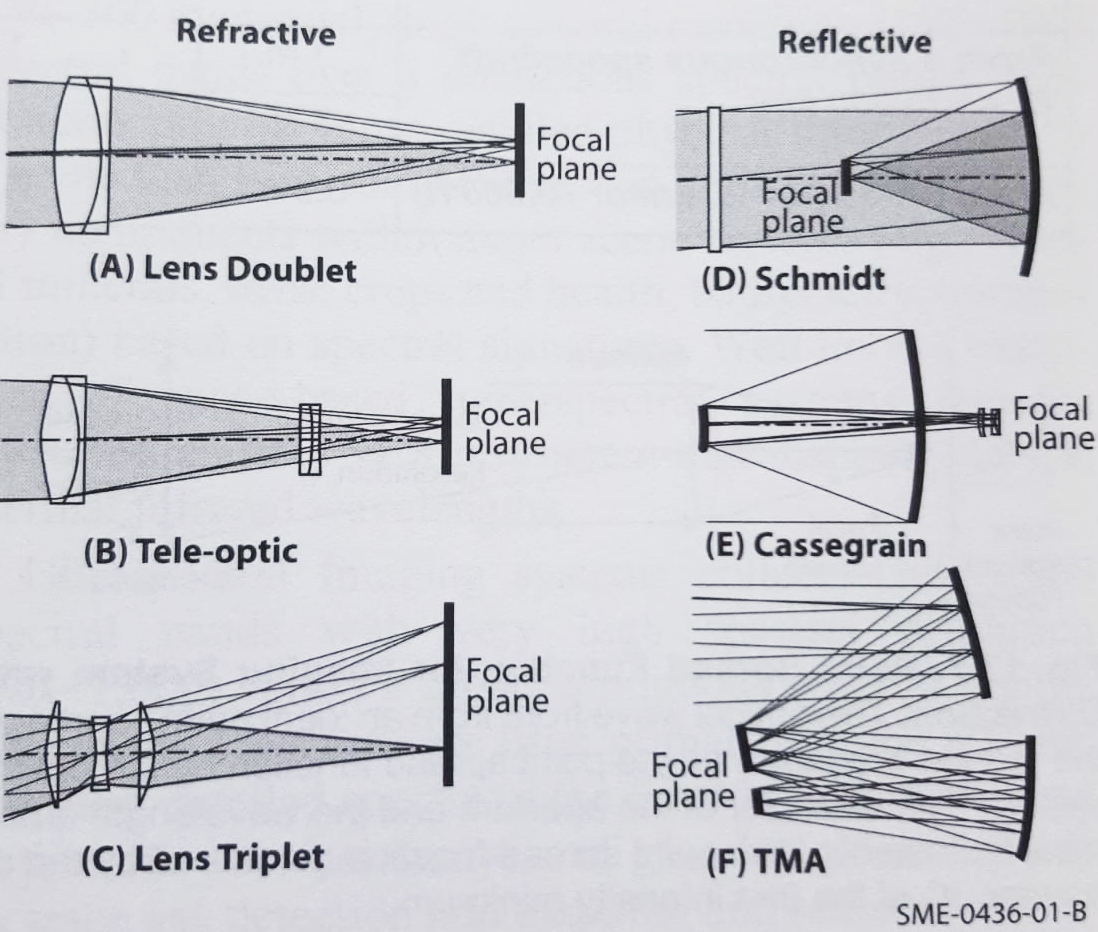 Refractive
Focal
plane
(A) Lens Doublet
Focal
plane
(B) Tele-optic
Focal
plane
(C) Lens Triplet
Reflective
Focal
plane
(D) Schmidt
Focal
plane
(E) Cassegrain
Focal
plane
(F) TMA
SME-0436-01-B